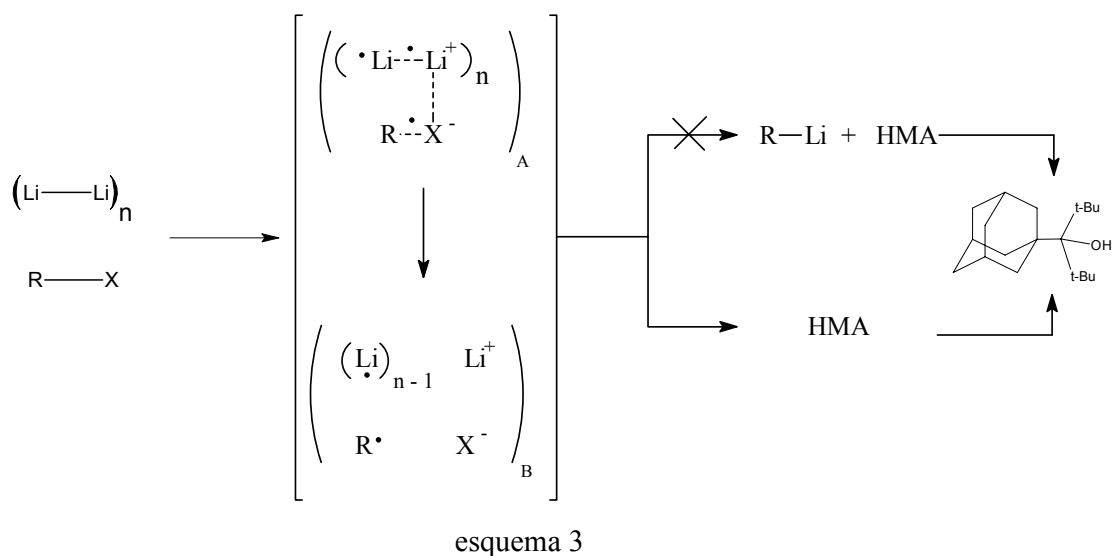 ( •Li---•Li+ )n
R---•X-
A
(Li—Li)n
R—X
R—Li + HMA
t-Bu
OH
t-Bu
HMA
(Li•)n - 1 Li+
R• X-
B
esquema 3